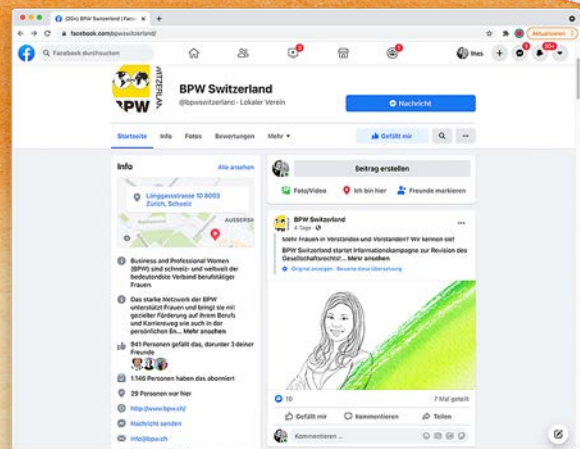 (20+) BPW Switzerland | Face
facebook.com/bpwswitzerland/
Aktualisieren
Facebook durchsuchen
Ines
20+
BPW
BPW Switzerland
@bpwswitzerland · Lokaler Verein
Nachricht
Startseite Info Fotos Bewertungen Mehr
Gefällt mir
Info
Alle ansehen
Länggassstrasse 10 8003
Zürich, Schweiz
AUSSERSIH
Business and Professional Women
(BPW) sind schweiz- und weltweit der
bedeutendste Verband berufstätiger
Frauen.
Das starke Netzwerk der BPW
unterstützt Frauen und bringt sie mit
gezielter Förderung auf ihrem Berufs
und Karriereweg wie auch in der
persönlichen En... Mehr ansehen
941 Personen gefällt das, darunter 3 deiner
Freunde
1.146 Personen haben das abonniert
29 Personen war hier
http://www.bpw.ch/
Nachricht senden
info@bpw.ch
Beitrag erstellen
Foto/Video Ich bin hier Freunde markieren
BPW Switzerland
4 Tage
Mehr Frauen in Verständen und Verständen? Wir kennen sie!
BPW Switzerland startet Informationskampagne zur Revision des
Gesellschaftsrechts!... Mehr ansehen
Original anzeigen · Bewerte diese Übersetzung
10
7 Mal geteilt
Gefällt mir Kommentieren Teilen
Kommentieren ...